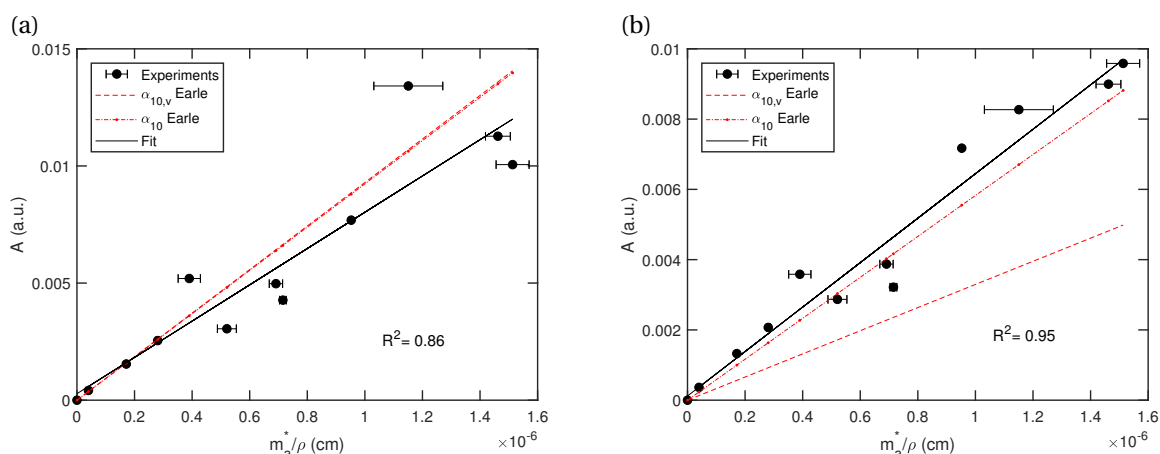 (a)
0.015
0.01
0.005
0
A (a.u.)
Experiments
α10,v Earle
α10 Earle
Fit
R²= 0.86
0 0.2 0.4 0.6 0.8 1 1.2 1.4 1.6
×10⁻⁶
m*a/ρ (cm)
(b)
0.01
0.008
0.006
0.004
0.002
0
A (a.u.)
Experiments
α10,v Earle
α10 Earle
Fit
R²= 0.95
0 0.2 0.4 0.6 0.8 1 1.2 1.4 1.6
×10⁻⁶
m*a/ρ (cm)